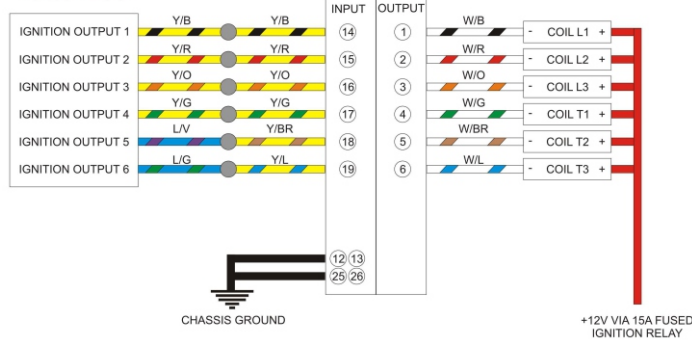 INPUT OUTPUT
IGNITION OUTPUT 1 Y/B Y/B 14 1 W/B - COIL L1 +
IGNITION OUTPUT 2 Y/R Y/R 15 2 W/R - COIL L2 +
IGNITION OUTPUT 3 Y/O Y/O 16 3 W/O - COIL L3 +
IGNITION OUTPUT 4 Y/G Y/G 17 4 W/G - COIL T1 +
IGNITION OUTPUT 5 L/V Y/BR 18 5 W/BR - COIL T2 +
IGNITION OUTPUT 6 L/G Y/L 19 6 W/L - COIL T3 +
12 13
25 26
CHASSIS GROUND
+12V VIA 15A FUSED
IGNITION RELAY